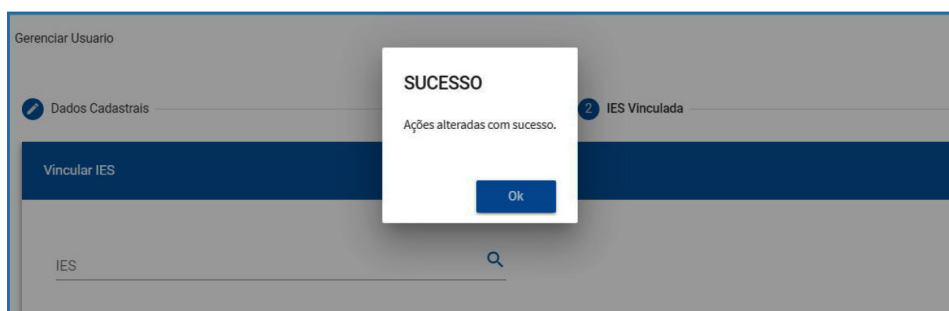 Gerenciar Usuario
SUCESSO
Ações alteradas com sucesso.
Ok
Dados Cadastrais
2 IES Vinculada
Vincular IES
IES